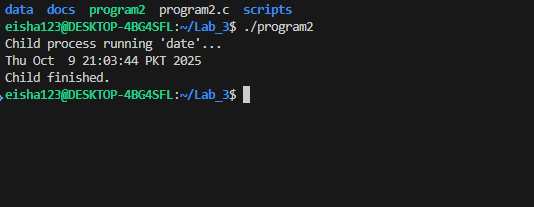 data docs program2 program2.c scripts
eisha123@DESKTOP-4BG4SFL:~/Lab_3$ ./program2
Child process running 'date'...
Thu Oct  9 21:03:44 PKT 2025
Child finished.
eisha123@DESKTOP-4BG4SFL:~/Lab_3$